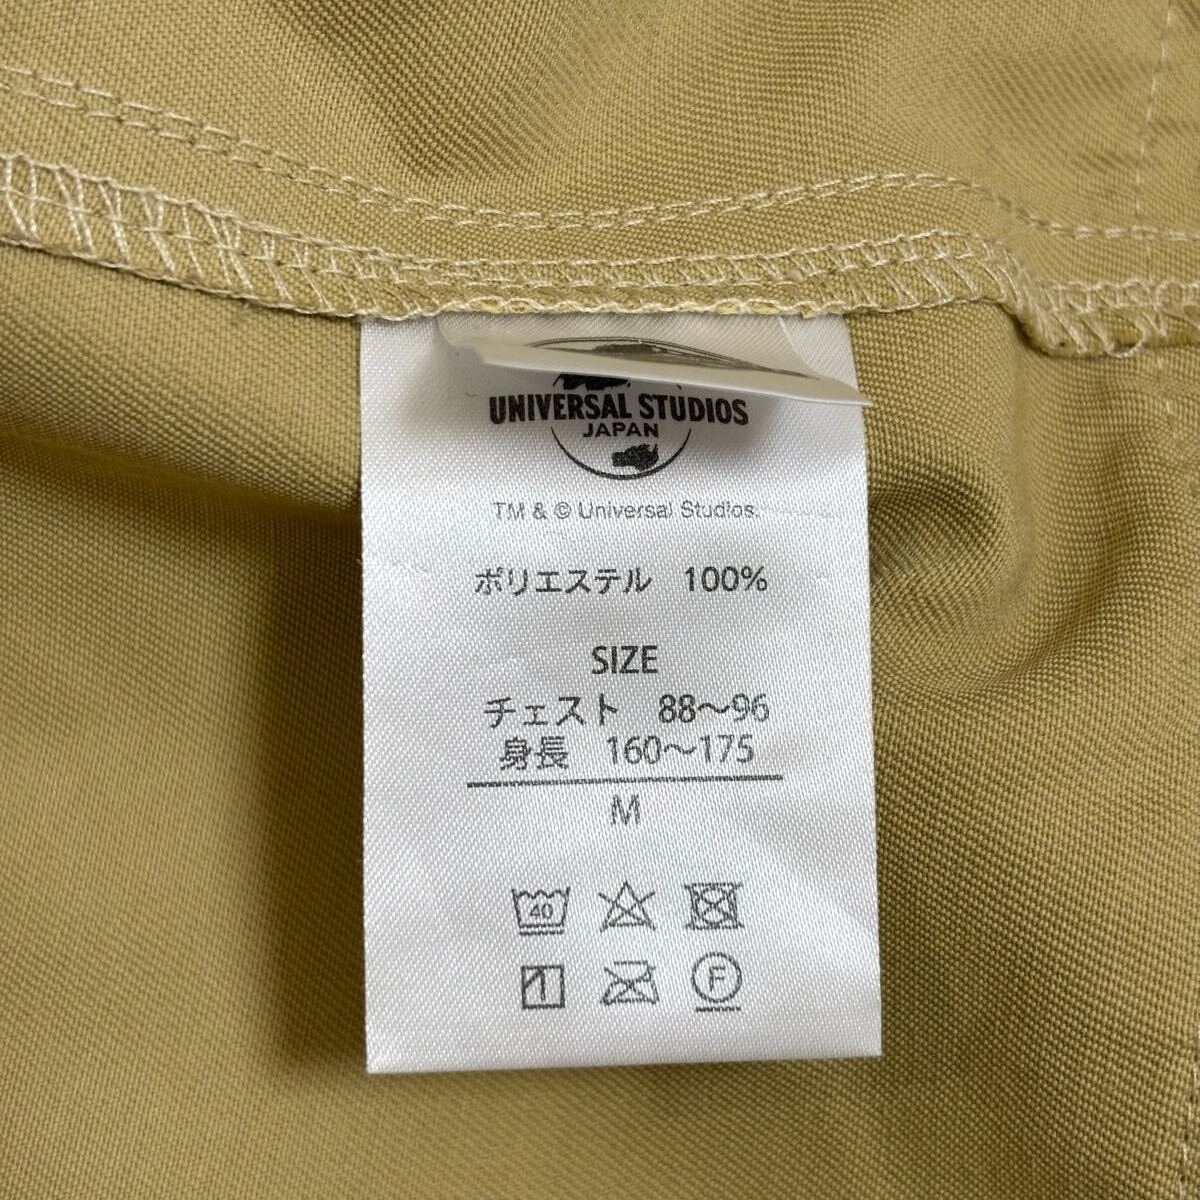 UNIVERSAL STUDIOS
JAPAN
TM & © Universal Studios.
ポリエステル 100%
SIZE
チェスト 88～96
身長 160～175
M
40
F